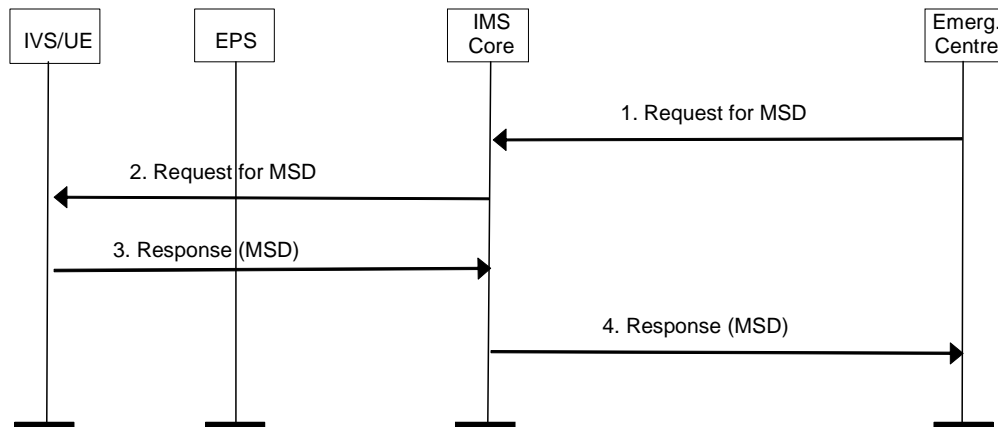 IVS/UE
EPS
IMS
Core
Emerg.
Centre
1. Request for MSD
2. Request for MSD
3. Response (MSD)
4. Response (MSD)